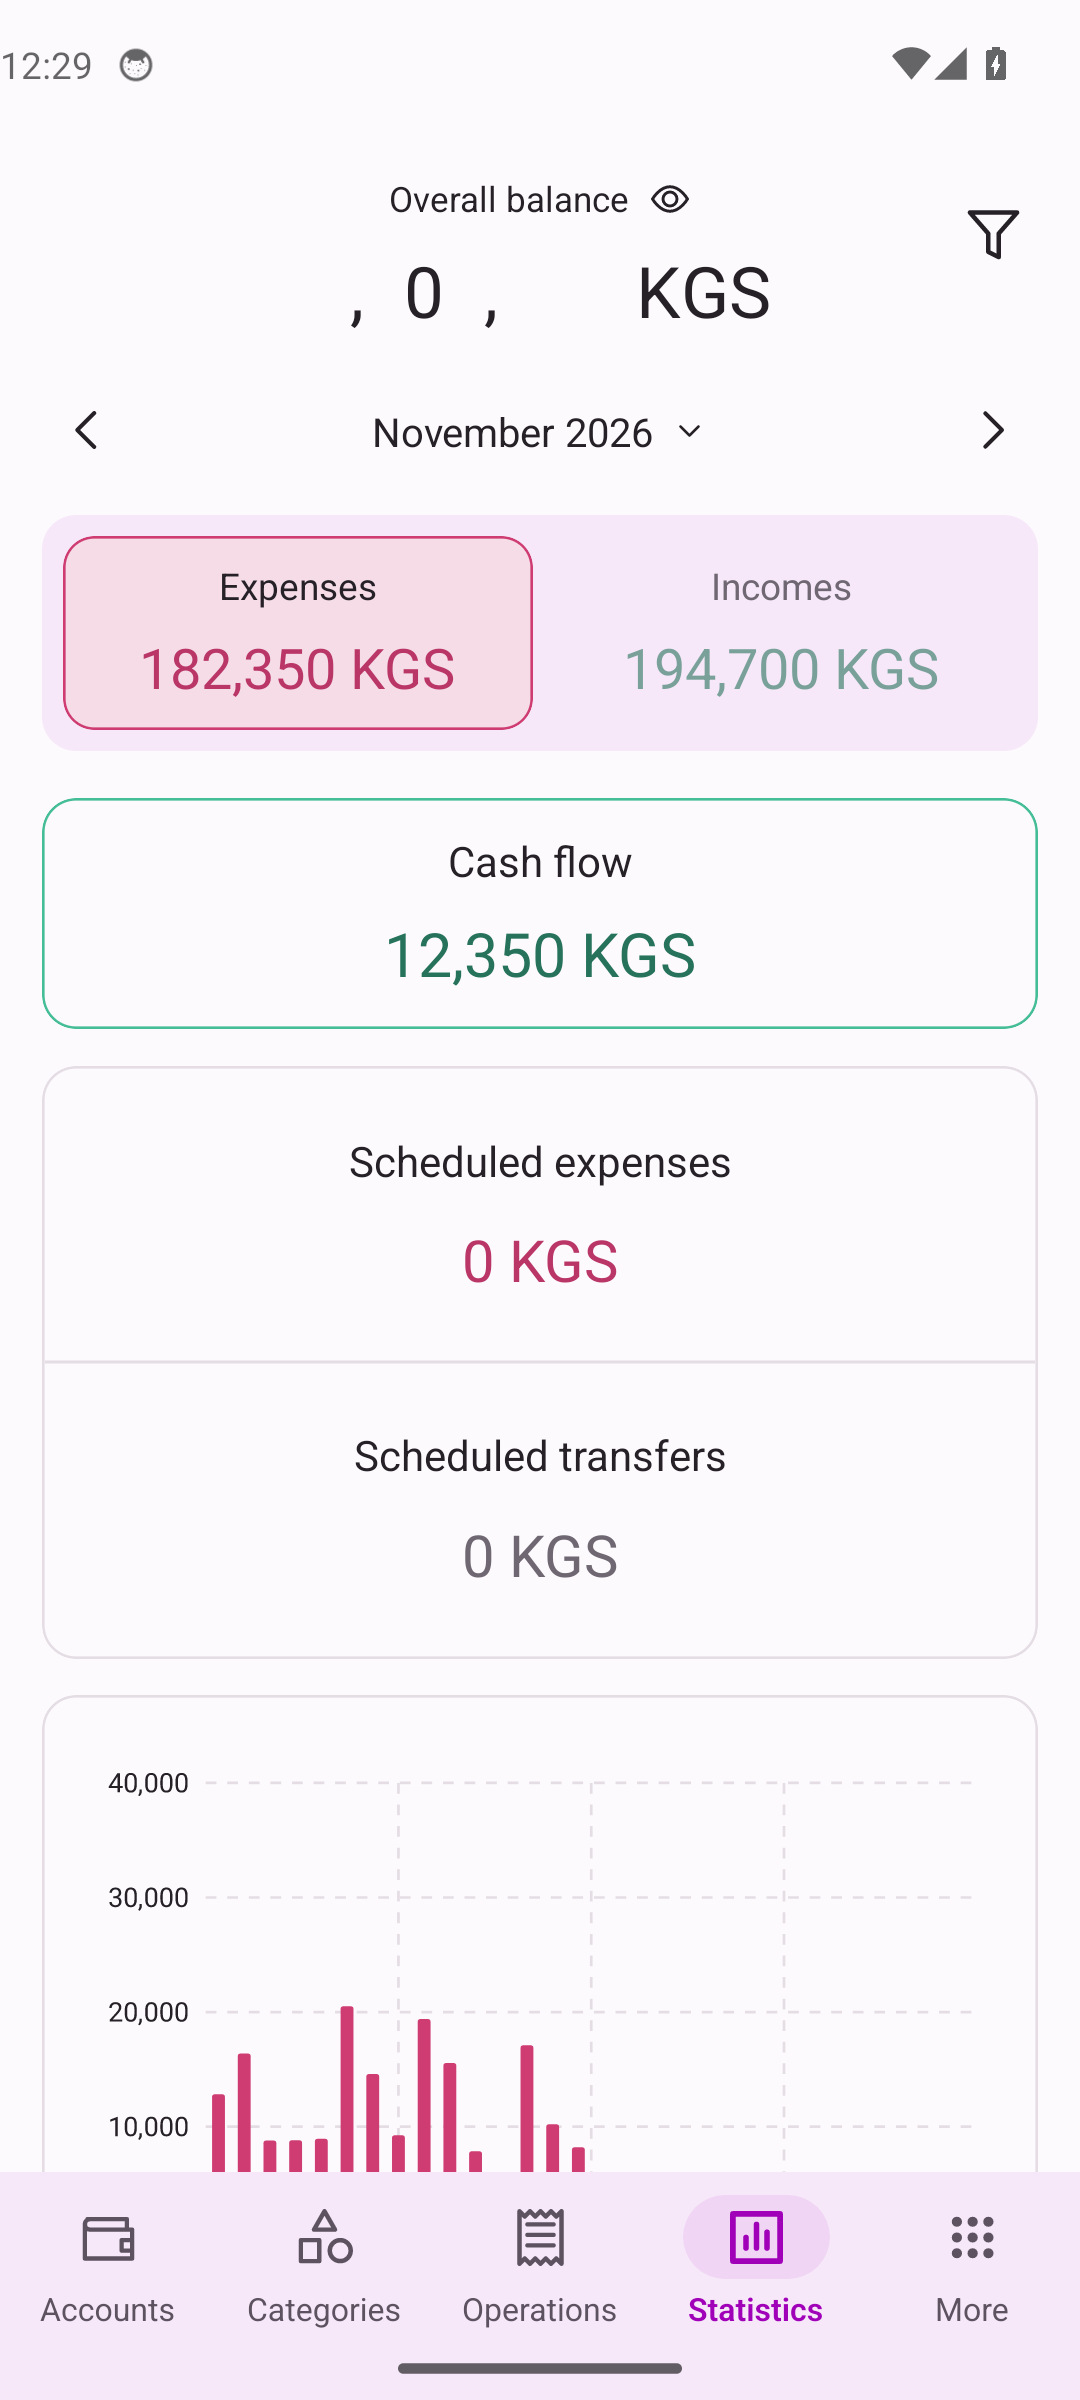 12:29
Overall balance
, 0 , KGS
November 2026
Expenses
Incomes
182,350 KGS
194,700 KGS
Cash flow
12,350 KGS
Scheduled expenses
0 KGS
Scheduled transfers
0 KGS
40,000
30,000
20,000
10,000
Accounts
Categories
Operations
Statistics
More